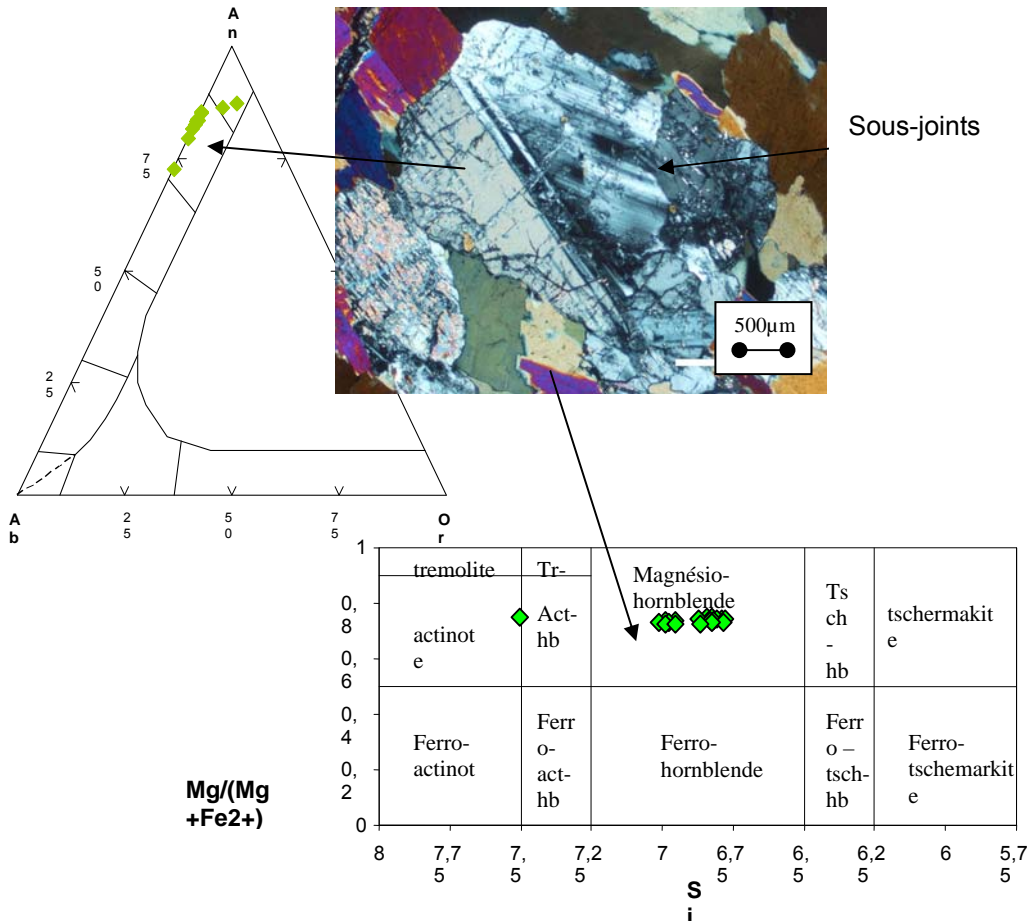 A
n
Sous-joints
7
5
5
0
500µm
2
5
A
b
2
5
5
0
7
5
O
r
1
0,
8
0,
6
0,
4
0,
2
0
tremolite
Tr-
Magnésio-
hornblende
actinot
e
Act-
hb
Ts
ch
-
hb
tschermakit
e
Ferro-
actinot
Ferr
o-
act-
hb
Ferro-
hornblende
Ferr
o –
tsch-
hb
Ferro-
tschemarkit
e
Mg/(Mg
+Fe2+)
8
7,7
5
7,
5
7,2
5
7
6,7
5
6,
5
6,2
5
6
5,7
5
S
i